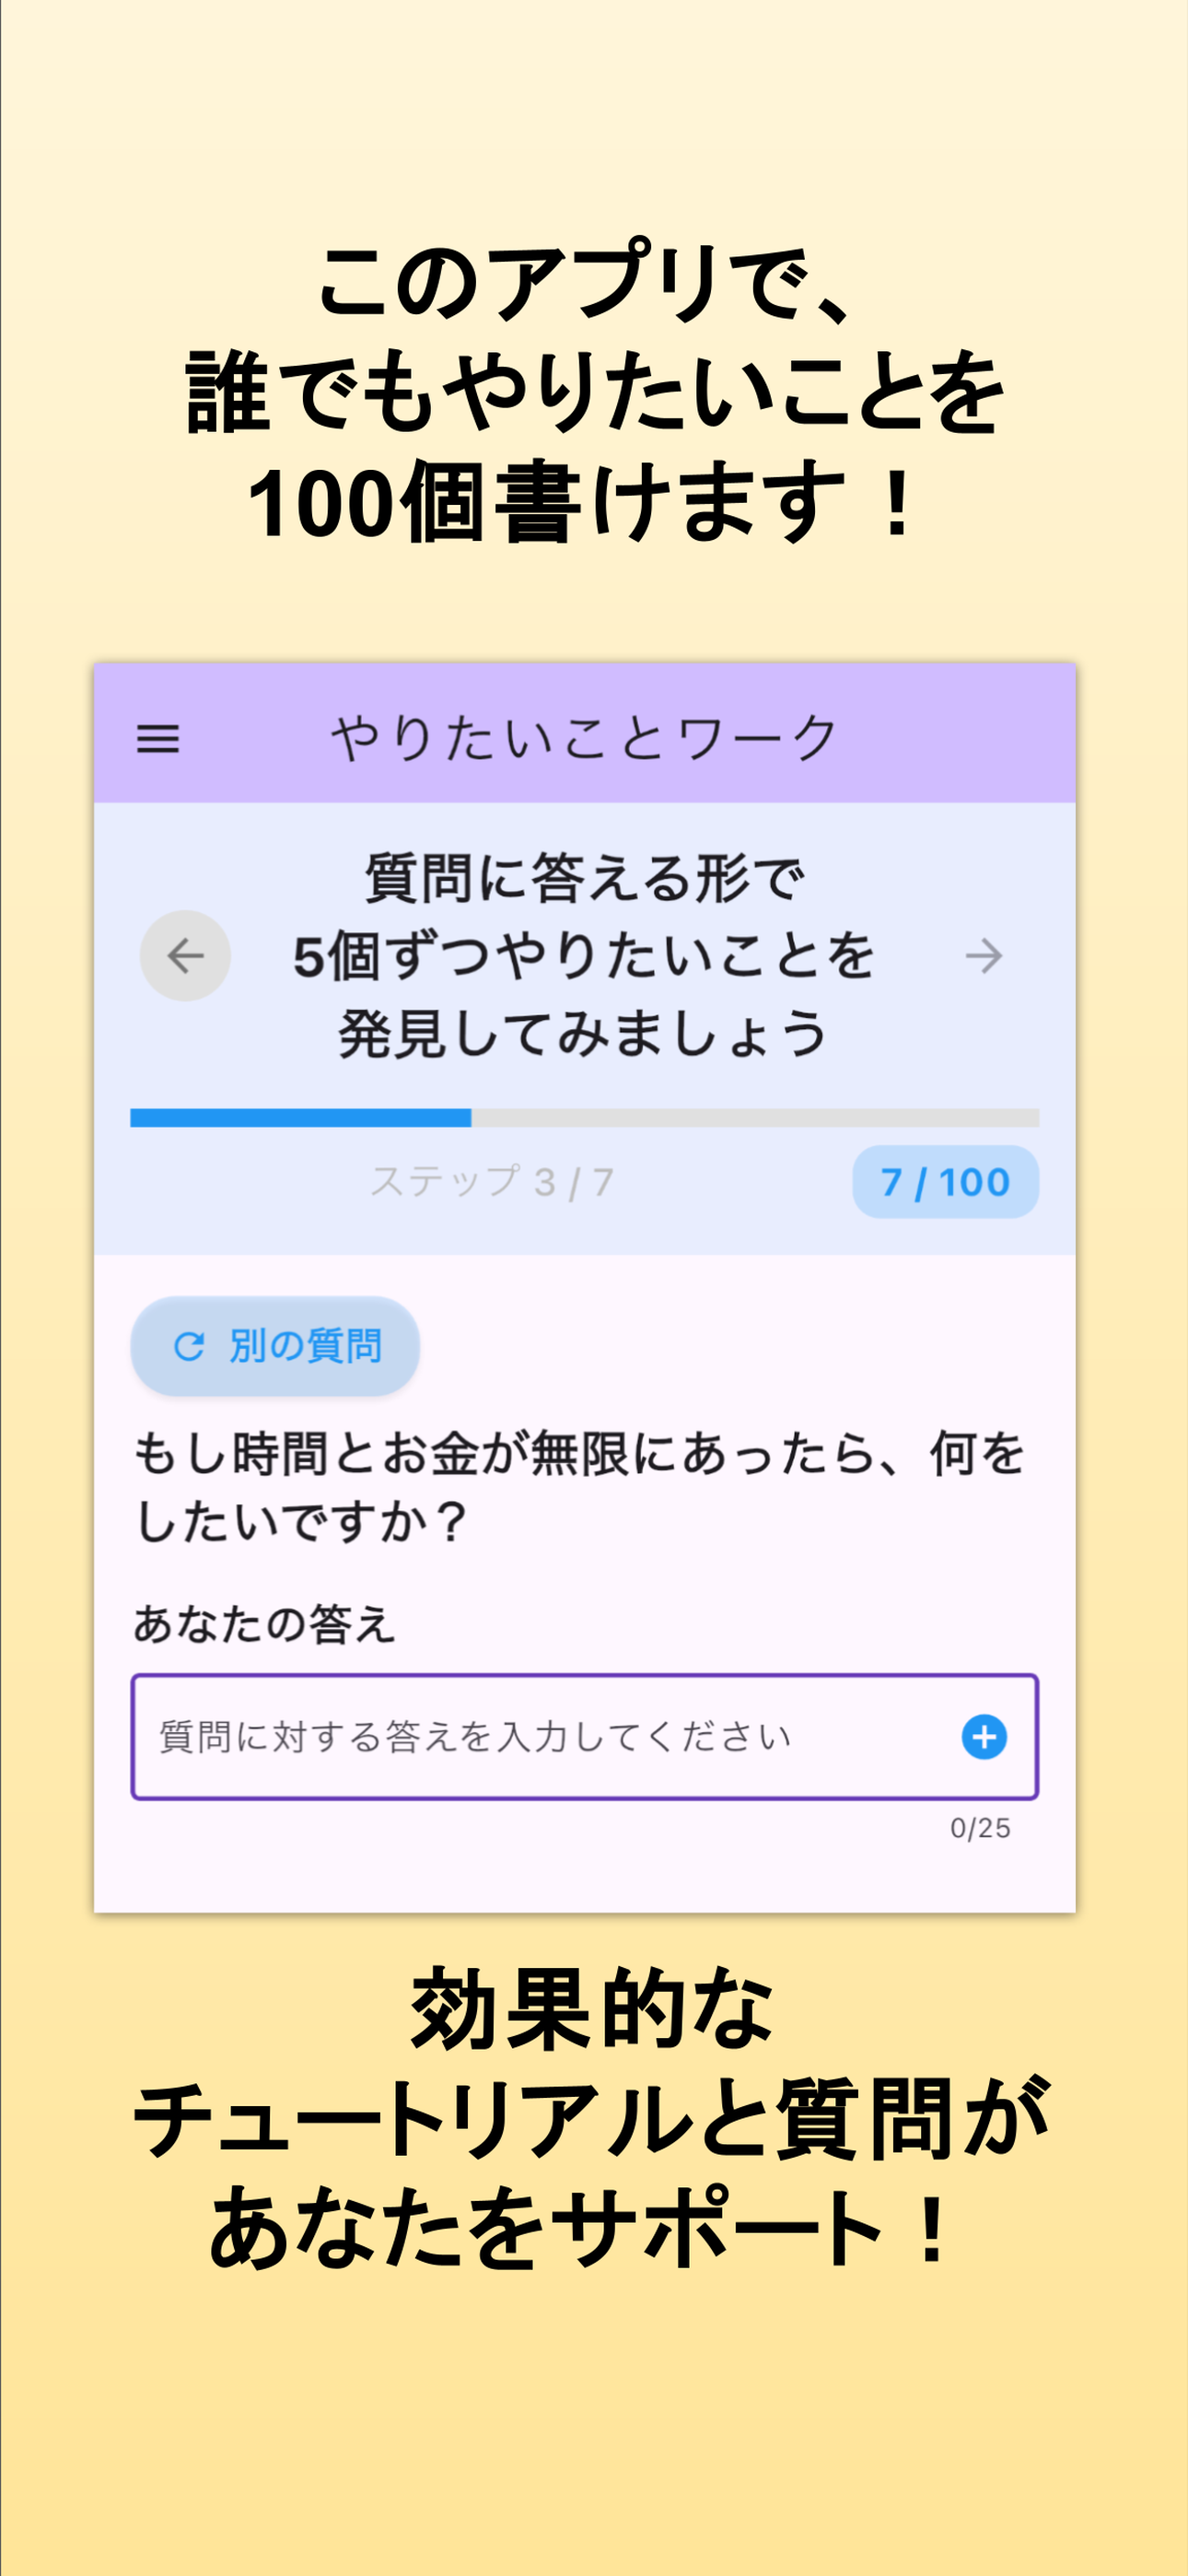 このアプリで、
誰でもやりたいことを
100個書けます！
やりたいことワーク
質問に答える形で
5個ずつやりたいことを
発見してみましょう
ステップ 3 / 7
7 / 100
別の質問
もし時間とお金が無限にあったら、何を
したいですか？
あなたの答え
質問に対する答えを入力してください
0/25
効果的な
チュートリアルと質問が
あなたをサポート！